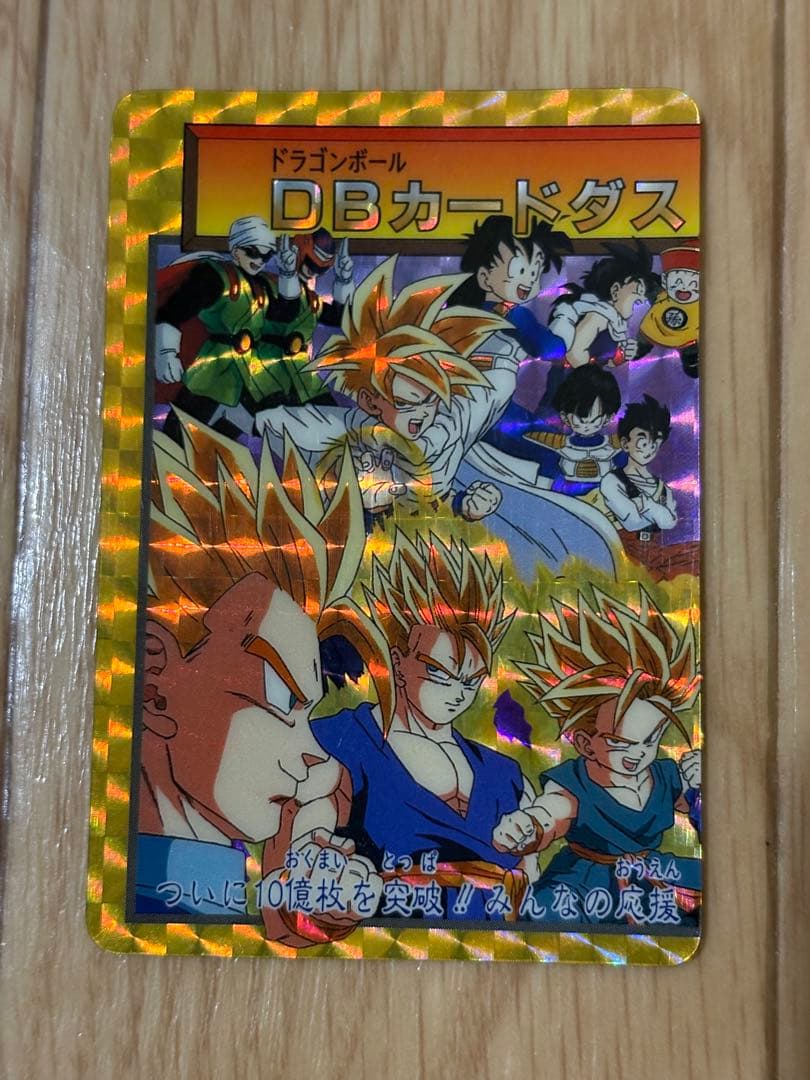 ドラゴンボール
DBカードダス
おくまい とっぱ おうえん
ついに10億枚を突破!!みんなの応援